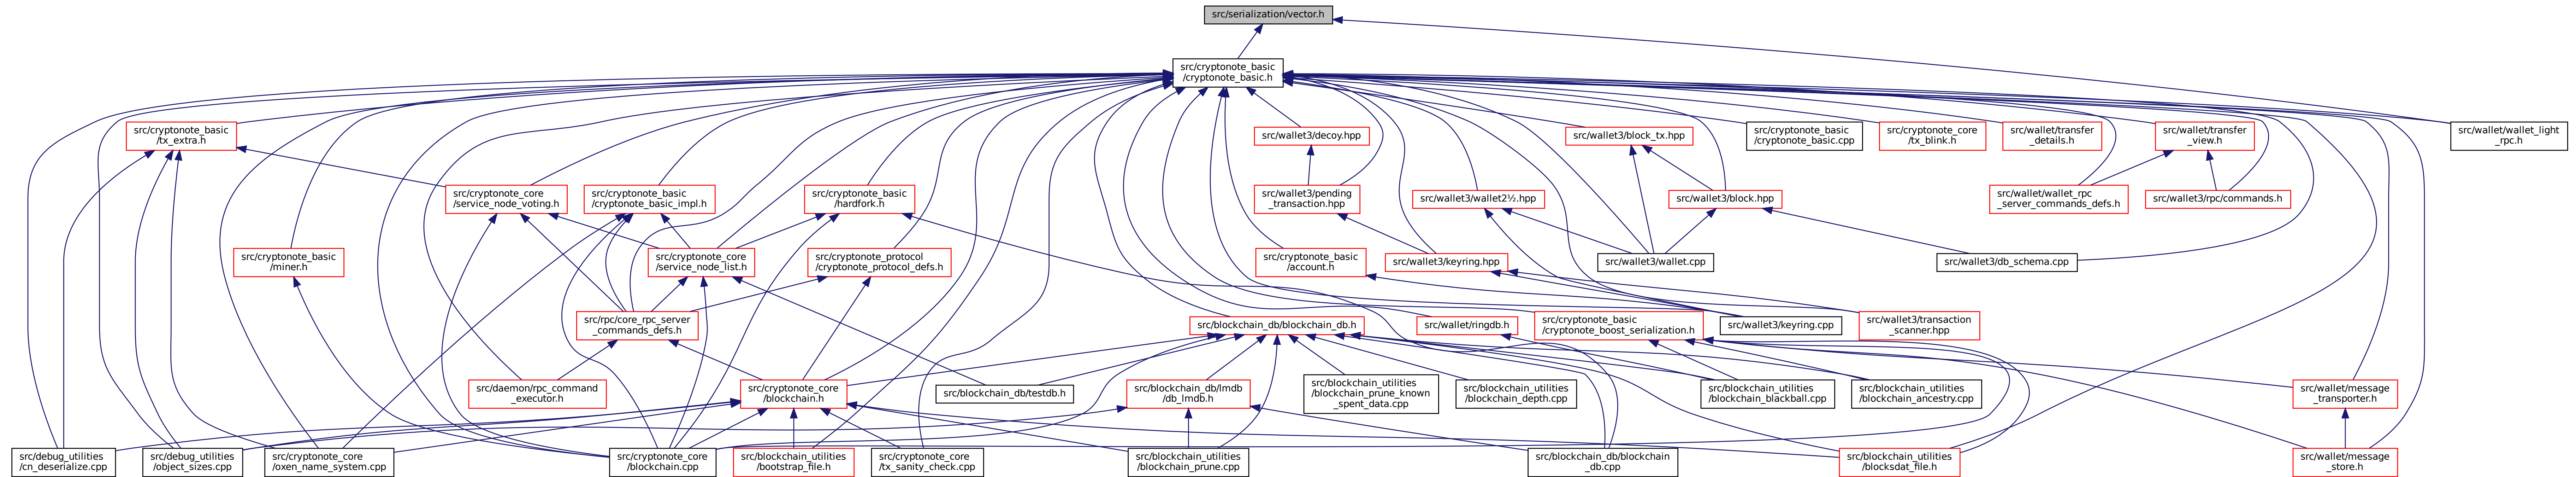 src/serialization/vector.h
src/cryptonote_basic
/cryptonote_basic.h
src/cryptonote_basic
/tx_extra.h
src/wallet3/decoy.hpp
src/wallet3/block_tx.hpp
src/cryptonote_basic
/cryptonote_basic.cpp
src/cryptonote_core
/tx_blink.h
src/wallet/transfer
_details.h
src/wallet/transfer
_view.h
src/wallet/wallet_light
_rpc.h
src/cryptonote_core
/service_node_voting.h
src/cryptonote_basic
/cryptonote_basic_impl.h
src/cryptonote_basic
/hardfork.h
src/wallet3/pending
_transaction.hpp
src/wallet3/wallet2½.hpp
src/wallet3/block.hpp
src/wallet/wallet_rpc
_server_commands_defs.h
src/wallet3/rpc/commands.h
src/cryptonote_basic
/miner.h
src/cryptonote_core
/service_node_list.h
src/cryptonote_protocol
/cryptonote_protocol_defs.h
src/cryptonote_basic
/account.h
src/wallet3/keyring.hpp
src/wallet3/wallet.cpp
src/wallet3/db_schema.cpp
src/rpc/core_rpc_server
_commands_defs.h
src/blockchain_db/blockchain_db.h
src/wallet/ringdb.h
src/cryptonote_basic
/cryptonote_boost_serialization.h
src/wallet3/keyring.cpp
src/wallet3/transaction
_scanner.hpp
src/daemon/rpc_command
_executor.h
src/cryptonote_core
/blockchain.h
src/blockchain_db/testdb.h
src/blockchain_db/lmdb
/db_lmdb.h
src/blockchain_utilities
/blockchain_prune_known
_spent_data.cpp
src/blockchain_utilities
/blockchain_depth.cpp
src/blockchain_utilities
/blockchain_blackball.cpp
src/blockchain_utilities
/blockchain_ancestry.cpp
src/wallet/message
_transporter.h
src/debug_utilities
/cn_deserialize.cpp
src/debug_utilities
/object_sizes.cpp
src/cryptonote_core
/oxen_name_system.cpp
src/cryptonote_core
/blockchain.cpp
src/blockchain_utilities
/bootstrap_file.h
src/cryptonote_core
/tx_sanity_check.cpp
src/blockchain_utilities
/blockchain_prune.cpp
src/blockchain_db/blockchain
_db.cpp
src/blockchain_utilities
/blocksdat_file.h
src/wallet/message
_store.h